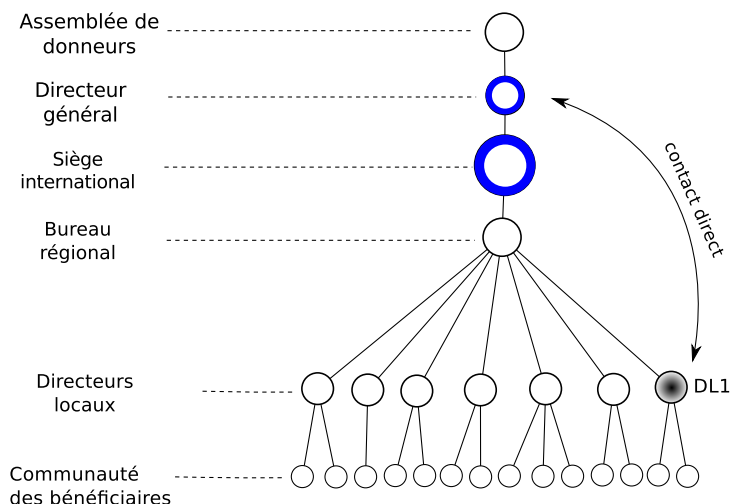 Assemblée de
donneurs
Directeur
général
Siège
international
Bureau
régional
contact direct
Directeurs
locaux
DL1
Communauté
des bénéficiaires